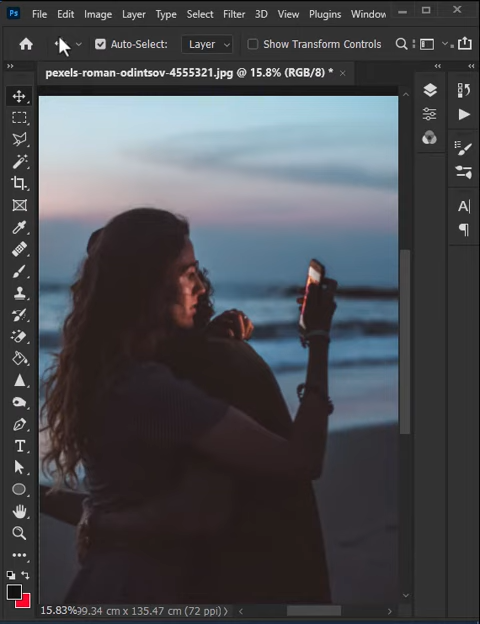 Ps File Edit Image Layer Type Select Filter 3D View Plugins Window
Auto-Select: Layer Show Transform Controls
pexels-roman-odintsov-4555321.jpg @ 15.8% (RGB/8) *
15.83% 99.34 cm x 135.47 cm (72 ppi)